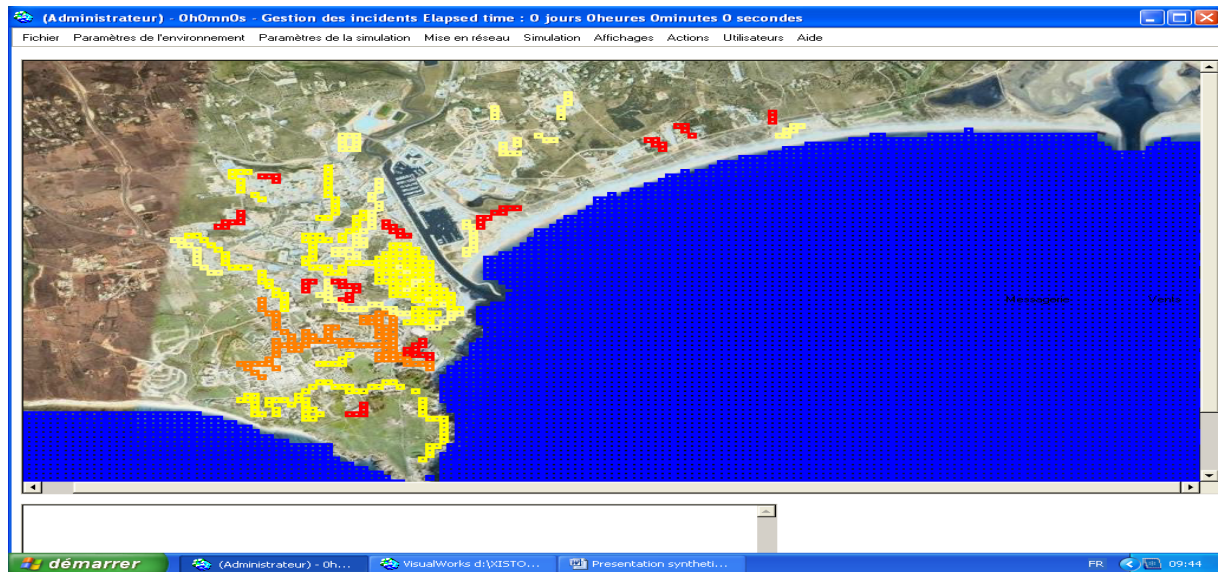 (Administrateur) - 0h0mn0s - Gestion des incidents Elapsed time : 0 jours 0heures 0minutes 0 secondes
Fichier Paramètres de l'environnement Paramètres de la simulation Mise en réseau Simulation Affichages Actions Utilisateurs Aide
démarrer (Administrateur) - 0h... VisualWorks d:\XISTO... Presentation syntheti... FR 09:44